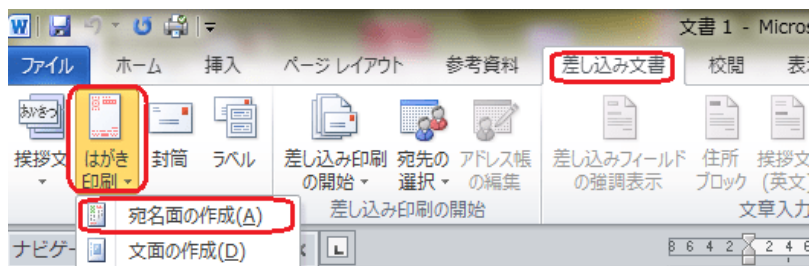 文書 1 - Micros
ファイル ホーム 挿入 ページ レイアウト 参考資料 差し込み文書 校閲 表
あいさつ
挨拶文 はがき 封筒 ラベル 差し込み印刷 宛先の アドレス帳 差し込みフィールド 住所 挨拶文
印刷 の開始 選択 の編集 の強調表示 ブロック (英文)
宛名面の作成(A) 差し込み印刷の開始 文章入力
ナビゲー 文面の作成(D) L 8 6 4 2 2 4 6